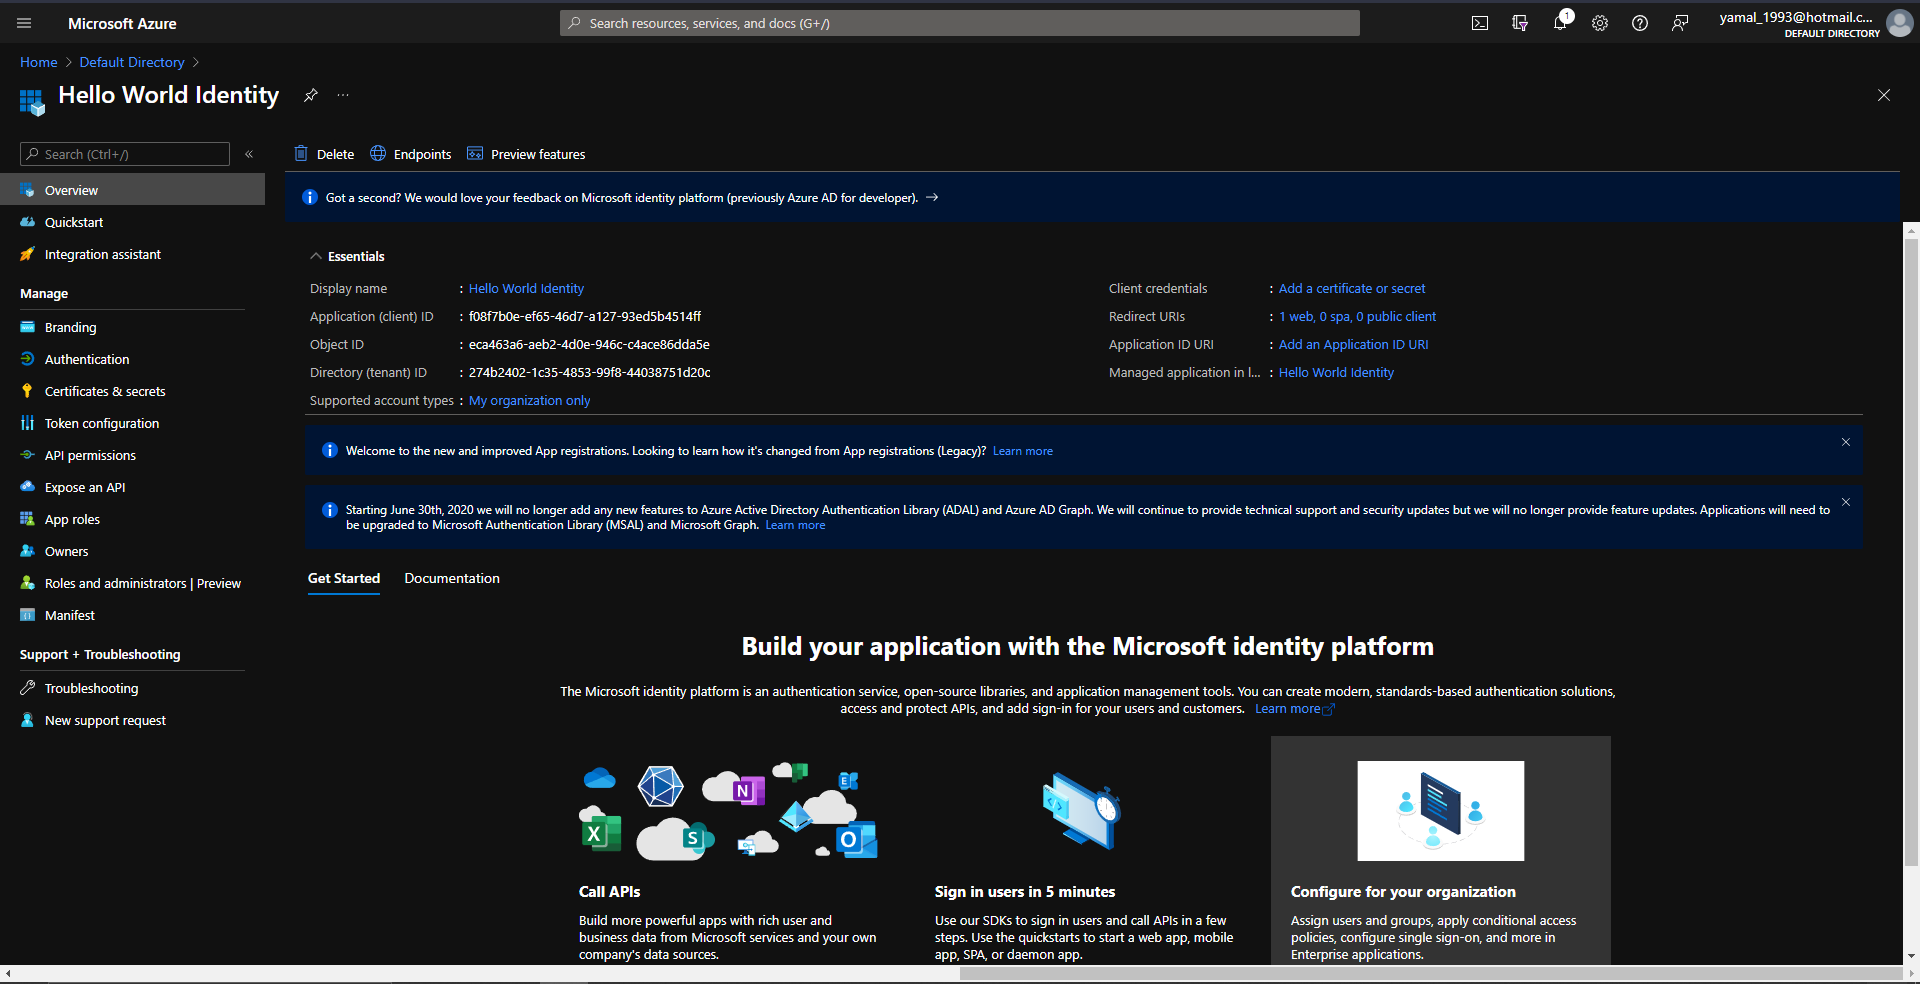 Microsoft Azure
Search resources, services, and docs (G+/)
1
yamal_1993@hotmail.c...
DEFAULT DIRECTORY
Home > Default Directory >
Hello World Identity
...
Search (Ctrl+/)
«
Delete
Endpoints
Preview features
Overview
Quickstart
Integration assistant
Manage
Branding
Authentication
Certificates & secrets
Token configuration
API permissions
Expose an API
App roles
Owners
Roles and administrators | Preview
Manifest
Support + Troubleshooting
Troubleshooting
New support request
Got a second? We would love your feedback on Microsoft identity platform (previously Azure AD for developer). →
Essentials
Display name : Hello World Identity
Application (client) ID : f08f7b0e-ef65-46d7-a127-93ed5b4514ff
Object ID : eca463a6-aeb2-4d0e-946c-c4ace86dda5e
Directory (tenant) ID : 274b2402-1c35-4853-99f8-44038751d20c
Supported account types : My organization only
Client credentials : Add a certificate or secret
Redirect URIs : 1 web, 0 spa, 0 public client
Application ID URI : Add an Application ID URI
Managed application in l... : Hello World Identity
Welcome to the new and improved App registrations. Looking to learn how it's changed from App registrations (Legacy)? Learn more
Starting June 30th, 2020 we will no longer add any new features to Azure Active Directory Authentication Library (ADAL) and Azure AD Graph. We will continue to provide technical support and security updates but we will no longer provide feature updates. Applications will need to
be upgraded to Microsoft Authentication Library (MSAL) and Microsoft Graph. Learn more
Get Started
Documentation
Build your application with the Microsoft identity platform
The Microsoft identity platform is an authentication service, open-source libraries, and application management tools. You can create modern, standards-based authentication solutions,
access and protect APIs, and add sign-in for your users and customers. Learn more
N
E
X
S
O
Call APIs
Build more powerful apps with rich user and
business data from Microsoft services and your own
company's data sources.
Sign in users in 5 minutes
Use our SDKs to sign in users and call APIs in a few
steps. Use the quickstarts to start a web app, mobile
app, SPA, or daemon app.
Configure for your organization
Assign users and groups, apply conditional access
policies, configure single sign-on, and more in
Enterprise applications.